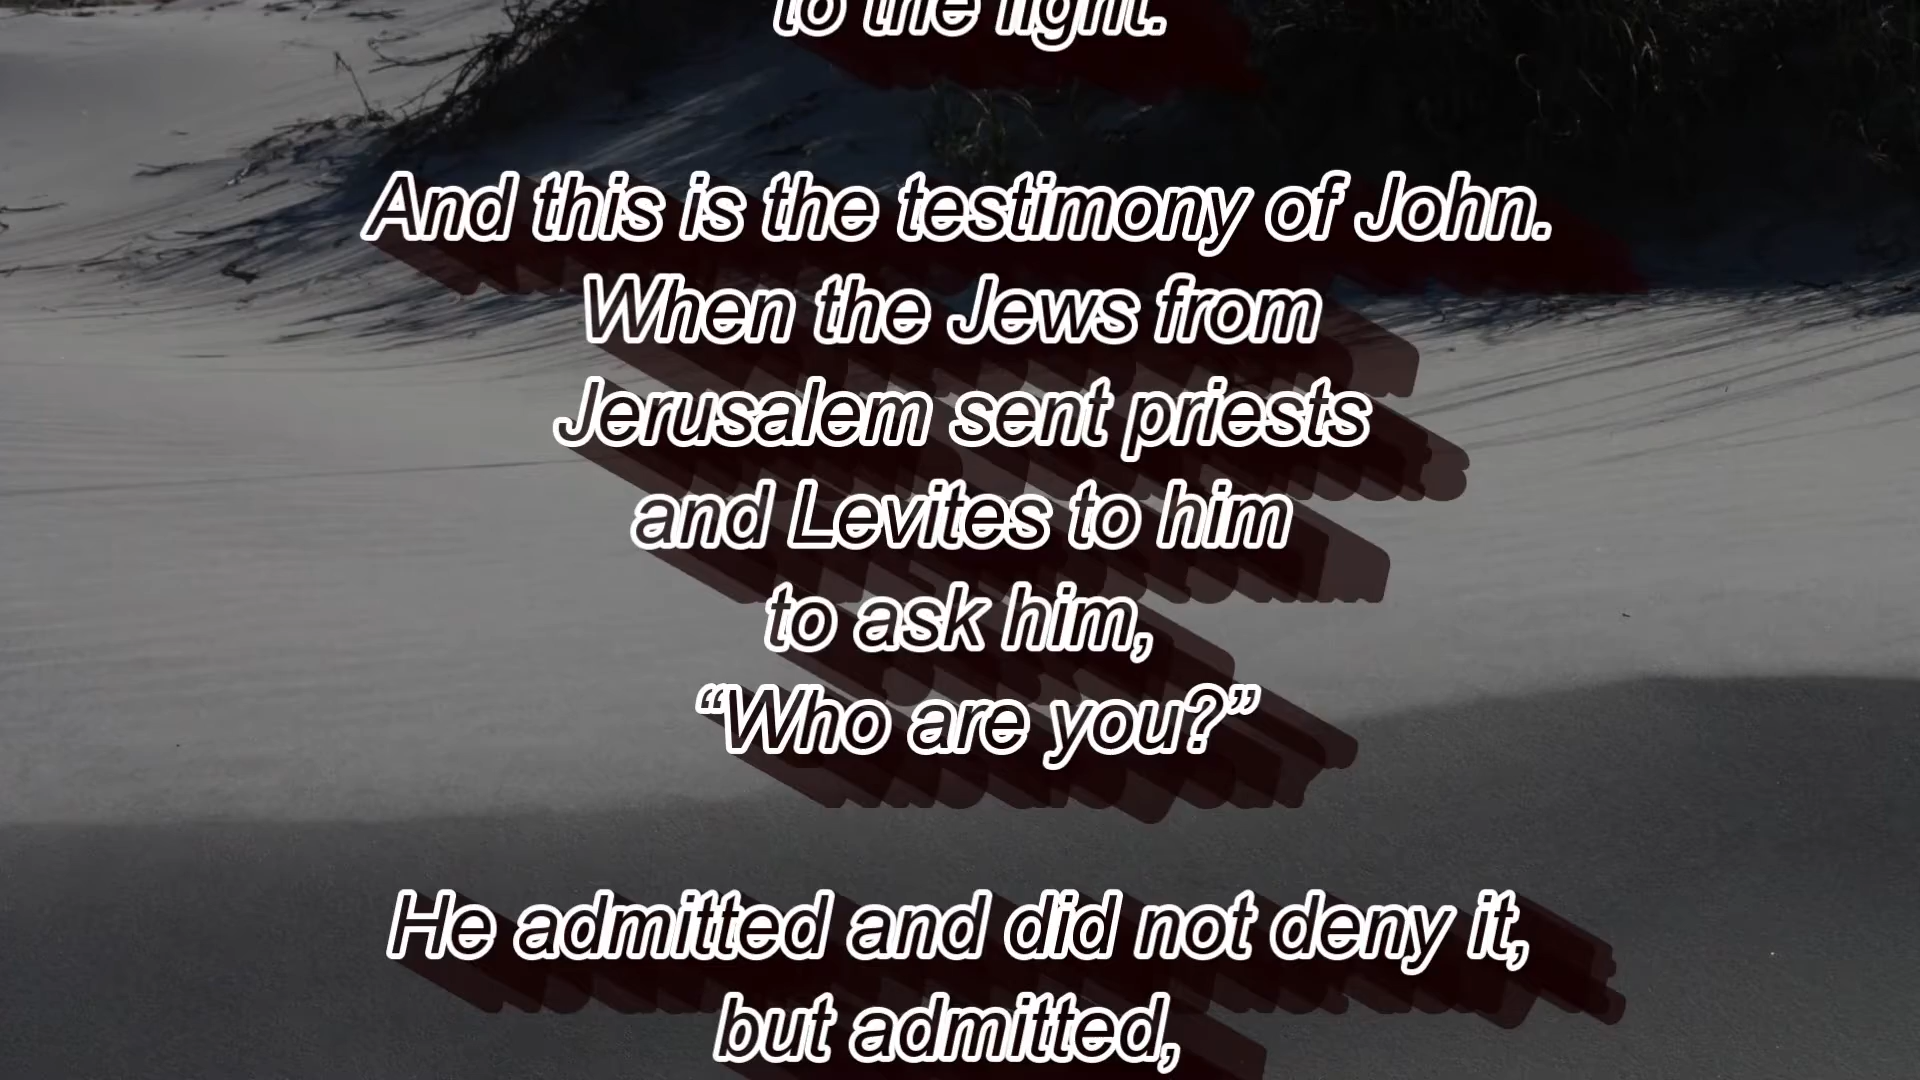 to the light.
And this is the testimony of John.
When the Jews from
Jerusalem sent priests
and Levites to him
to ask him,
“Who are you?”
He admitted and did not deny it,
but admitted,